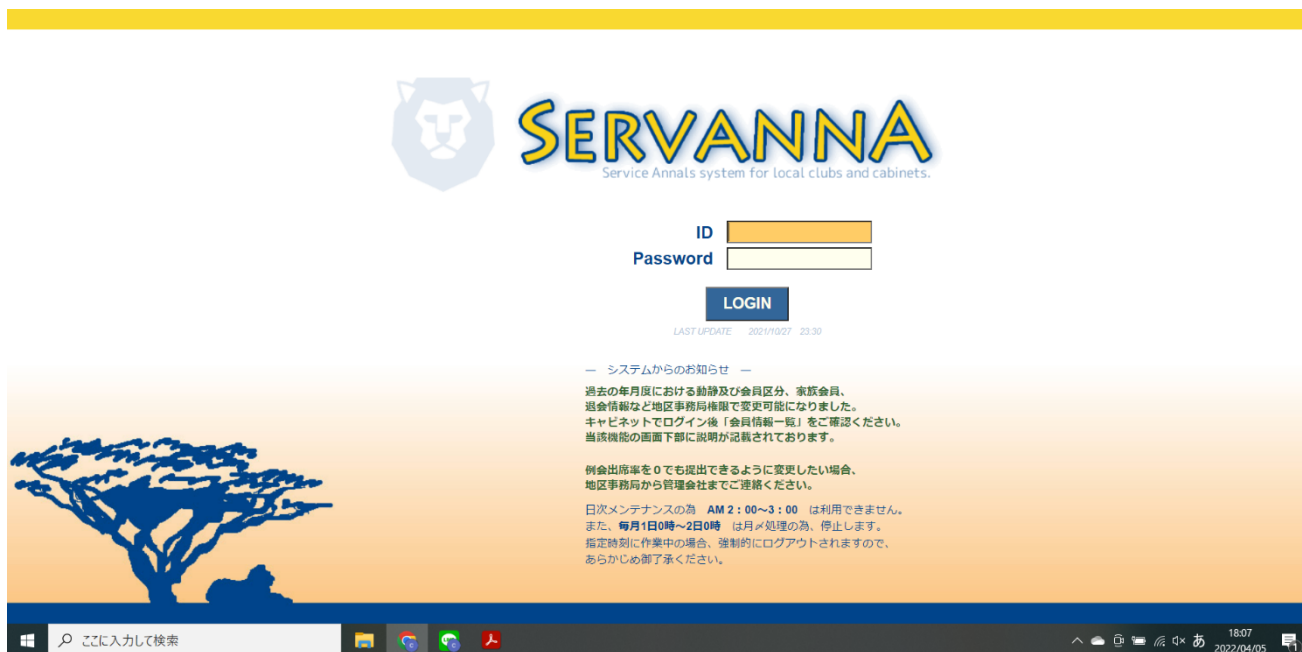 SERVANNA
Service Annals system for local clubs and cabinets.
ID
Password
LOGIN
LAST UPDATE 2021/10/27 23:30
― システムからのお知らせ ―
過去の年月度における動静及び会員区分、家族会員、
退会情報など地区事務局権限で変更可能になりました。
キャビネットでログイン後「会員情報一覧」をご確認ください。
当該機能の画面下部に説明が記載されております。
例会出席率を0でも提出できるように変更したい場合、
地区事務局から管理会社までご連絡ください。
日次メンテナンスの為 AM 2:00~3:00 は利用できません。
また、毎月1日0時~2日0時 は月〆処理の為、停止します。
指定時刻に作業中の場合、強制的にログアウトされますので、
あらかじめ御了承ください。
ここに入力して検索
あ
18:07
2022/04/05
1